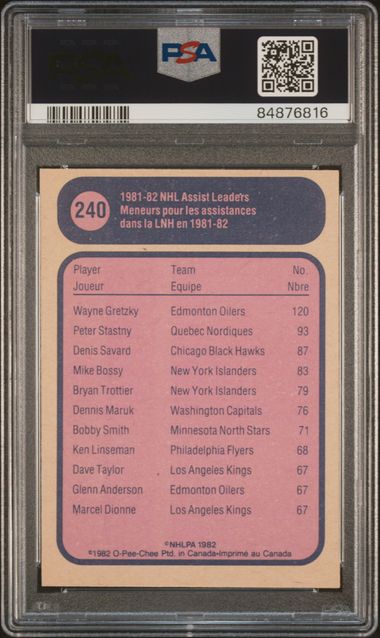 PSA
84876816
240
1981-82 NHL Assist Leaders
Meneurs pour les assistances
dans la LNH en 1981-82
Player Team No.
Joueur Equipe Nbre
Wayne Gretzky Edmonton Oilers 120
Peter Stastny Quebec Nordiques 93
Denis Savard Chicago Black Hawks 87
Mike Bossy New York Islanders 83
Bryan Trottier New York Islanders 79
Dennis Maruk Washington Capitals 76
Bobby Smith Minnesota North Stars 71
Ken Linseman Philadelphia Flyers 68
Dave Taylor Los Angeles Kings 67
Glenn Anderson Edmonton Oilers 67
Marcel Dionne Los Angeles Kings 67
©NHLPA 1982
©1982 O-Pee-Chee Ptd. in Canada-Imprimé au Canada